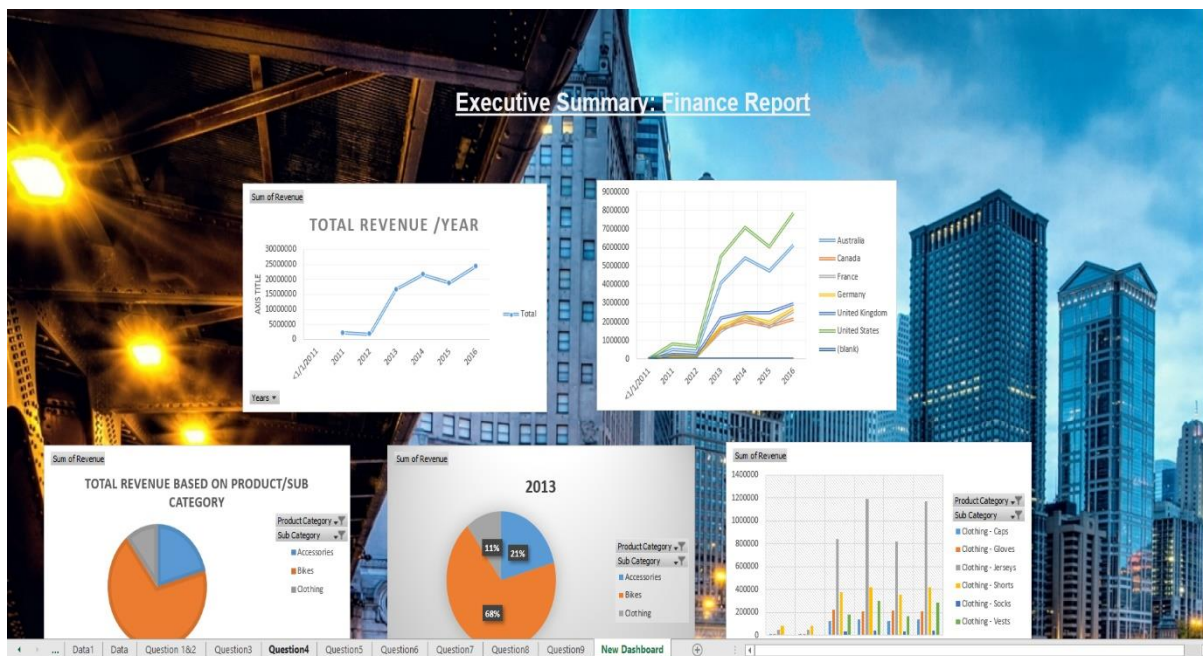 Executive Summary: Finance Report
Sum of Revenue
TOTAL REVENUE /YEAR
AXIS TITLE
30000000
25000000
20000000
15000000
10000000
5000000
0
<1/1/2011
2011
2012
2013
2014
2015
2016
Total
Years
9000000
8000000
7000000
6000000
5000000
4000000
3000000
2000000
1000000
0
<1/1/2011
2011
2012
2013
2014
2015
2016
Australia
Canada
France
Germany
United Kingdom
United States
(blank)
Sum of Revenue
TOTAL REVENUE BASED ON PRODUCT/SUB
CATEGORY
Product Category
Sub Category
Accessories
Bikes
Clothing
Sum of Revenue
2013
11%
21%
68%
Product Category
Sub Category
Accessories
Bikes
Clothing
Sum of Revenue
1400000
1200000
1000000
800000
600000
400000
200000
0
Product Category
Sub Category
Clothing - Caps
Clothing - Gloves
Clothing - Jerseys
Clothing - Shorts
Clothing - Socks
Clothing - Vests
... Data1 Data Question 1&2 Question3 Question4 Question5 Question6 Question7 Question8 Question9 New Dashboard